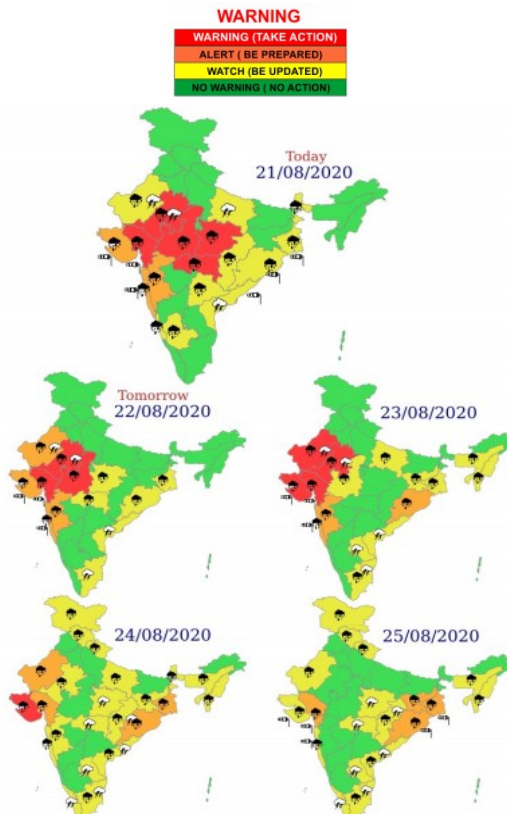 WARNING
WARNING (TAKE ACTION)
ALERT ( BE PREPARED)
WATCH (BE UPDATED)
NO WARNING ( NO ACTION)
Today
21/08/2020
Tomorrow
22/08/2020
23/08/2020
24/08/2020
25/08/2020